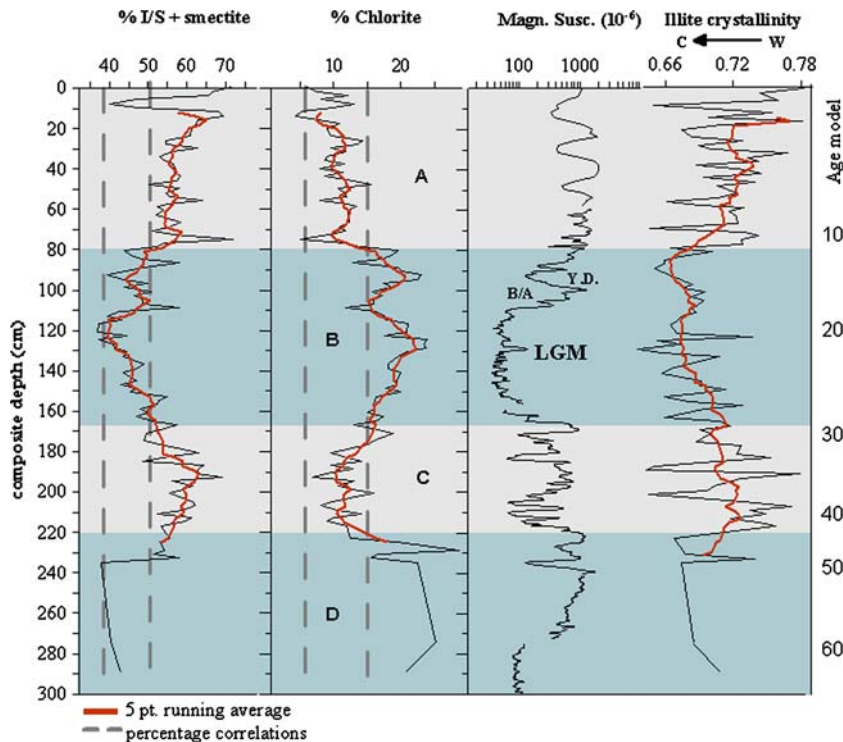 % I/S + smectite % Chlorite Magn. Susc. (10-6) Illite crystallinity
C W
40 50 60 70 10 20 100 1000 0.66 0.72 0.78
0
20
40
60
80
100
120
140
160
180
200
220
240
260
280
300
composite depth (cm)
A
B
C
D
Y.D.
B/A
LGM
Age model
10
20
30
40
50
60
5 pt. running average
percentage correlations